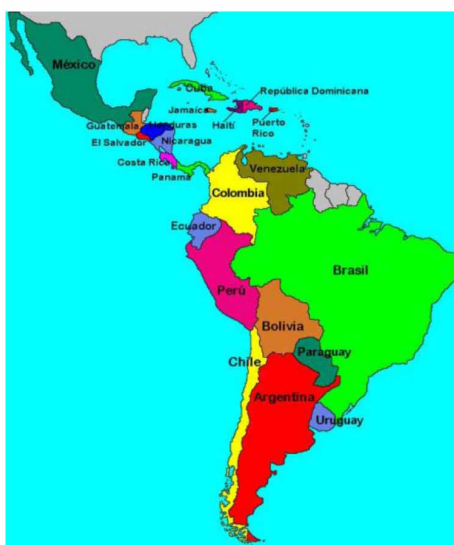 México
Cuba
República Dominicana
Jamaica
Haití
Puerto
Rico
Guatemala
Honduras
El Salvador
Nicaragua
Costa Rica
Panama
Venezuela
Colombia
Ecuador
Brasil
Perú
Bolivia
Paraguay
Chile
Argentina
Uruguay